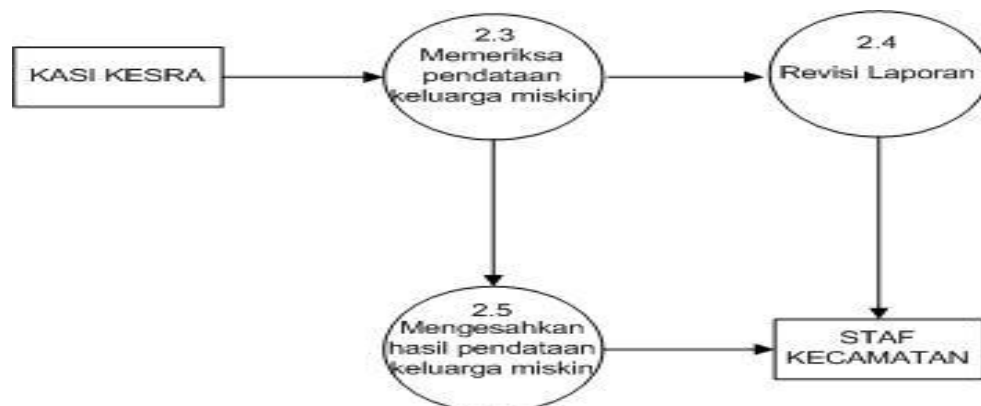 KASI KESRA
2.3
Memeriksa
pendataan
keluarga miskin
2.4
Revisi Laporan
2.5
Mengesahkan
hasil pendataan
keluarga miskin
STAF
KECAMATAN